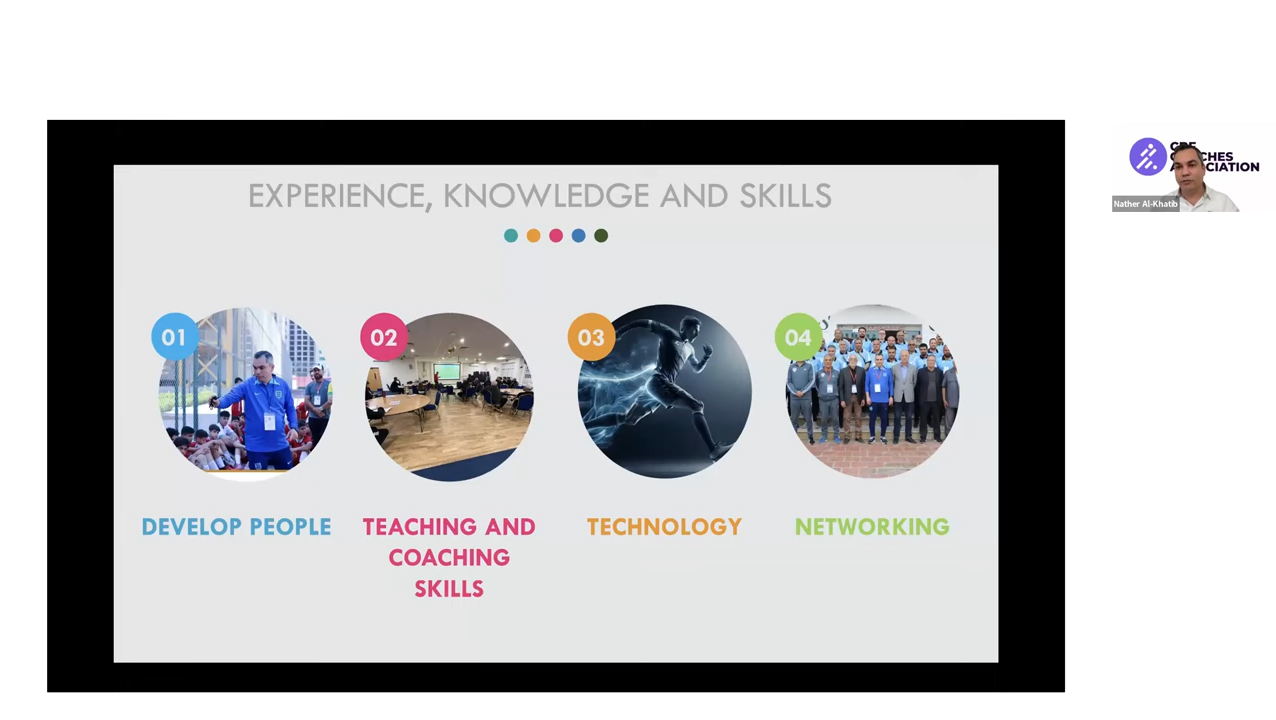 EXPERIENCE, KNOWLEDGE AND SKILLS
01
02
03
04
DEVELOP PEOPLE
TEACHING AND
COACHING
SKILLS
TECHNOLOGY
NETWORKING
ASSOCIATION
Nather Al-Khatib